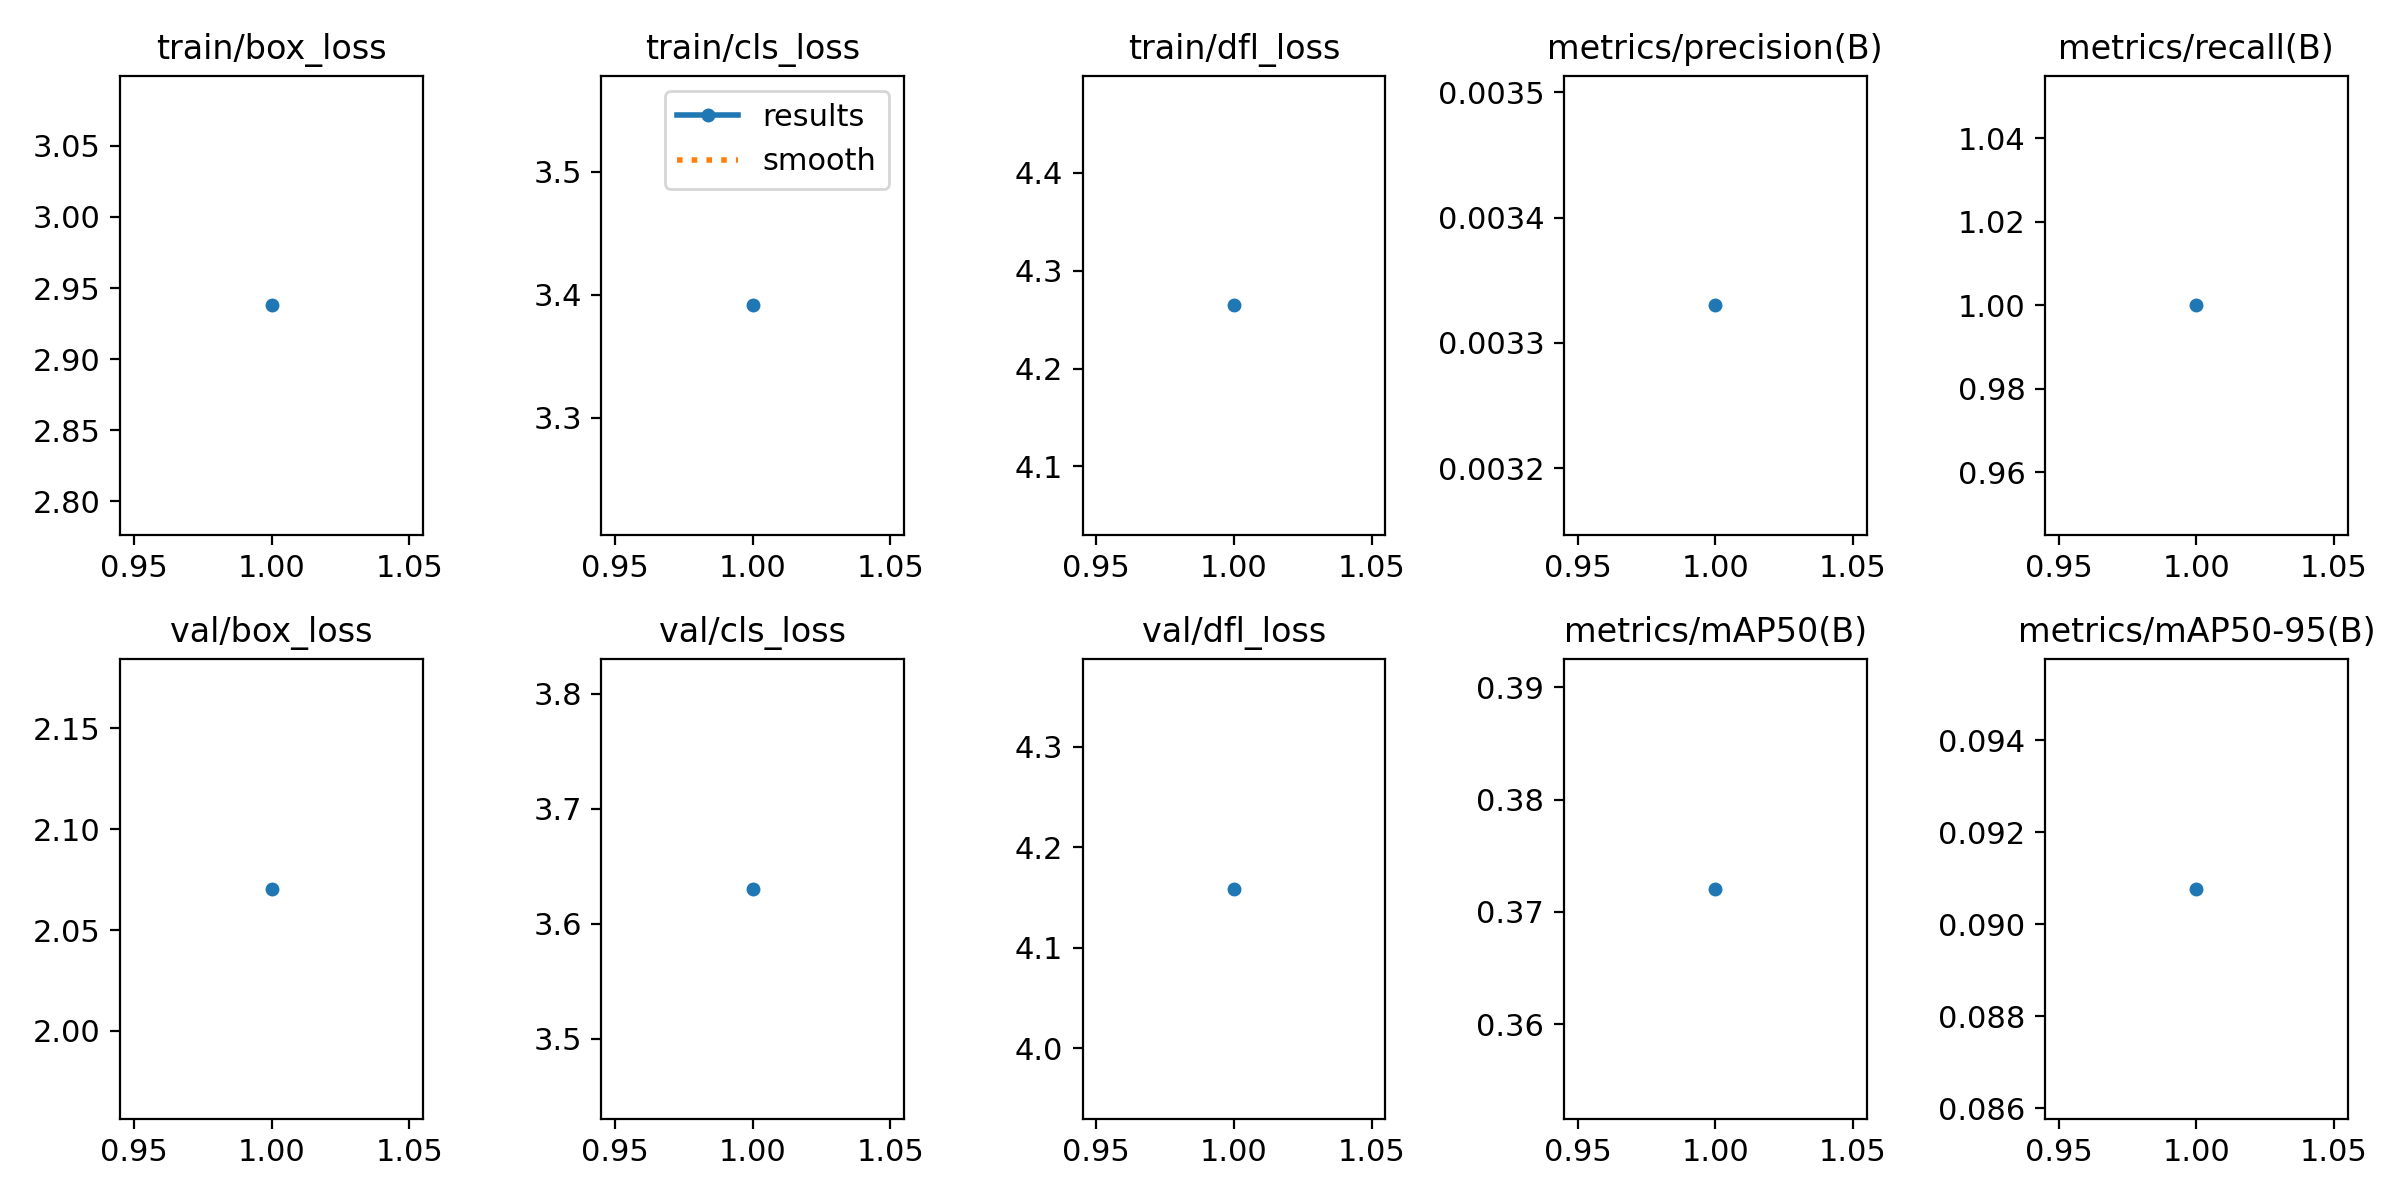 train/box_loss
3.05
3.00
2.95
2.90
2.85
2.80
0.95 1.00 1.05
train/cls_loss
results
smooth
3.5
3.4
3.3
0.95 1.00 1.05
train/dfl_loss
4.4
4.3
4.2
4.1
0.95 1.00 1.05
metrics/precision(B)
0.0035
0.0034
0.0033
0.0032
0.95 1.00 1.05
metrics/recall(B)
1.04
1.02
1.00
0.98
0.96
0.95 1.00 1.05
val/box_loss
2.15
2.10
2.05
2.00
0.95 1.00 1.05
val/cls_loss
3.8
3.7
3.6
3.5
0.95 1.00 1.05
val/dfl_loss
4.3
4.2
4.1
4.0
0.95 1.00 1.05
metrics/mAP50(B)
0.39
0.38
0.37
0.36
0.95 1.00 1.05
metrics/mAP50-95(B)
0.094
0.092
0.090
0.088
0.086
0.95 1.00 1.05